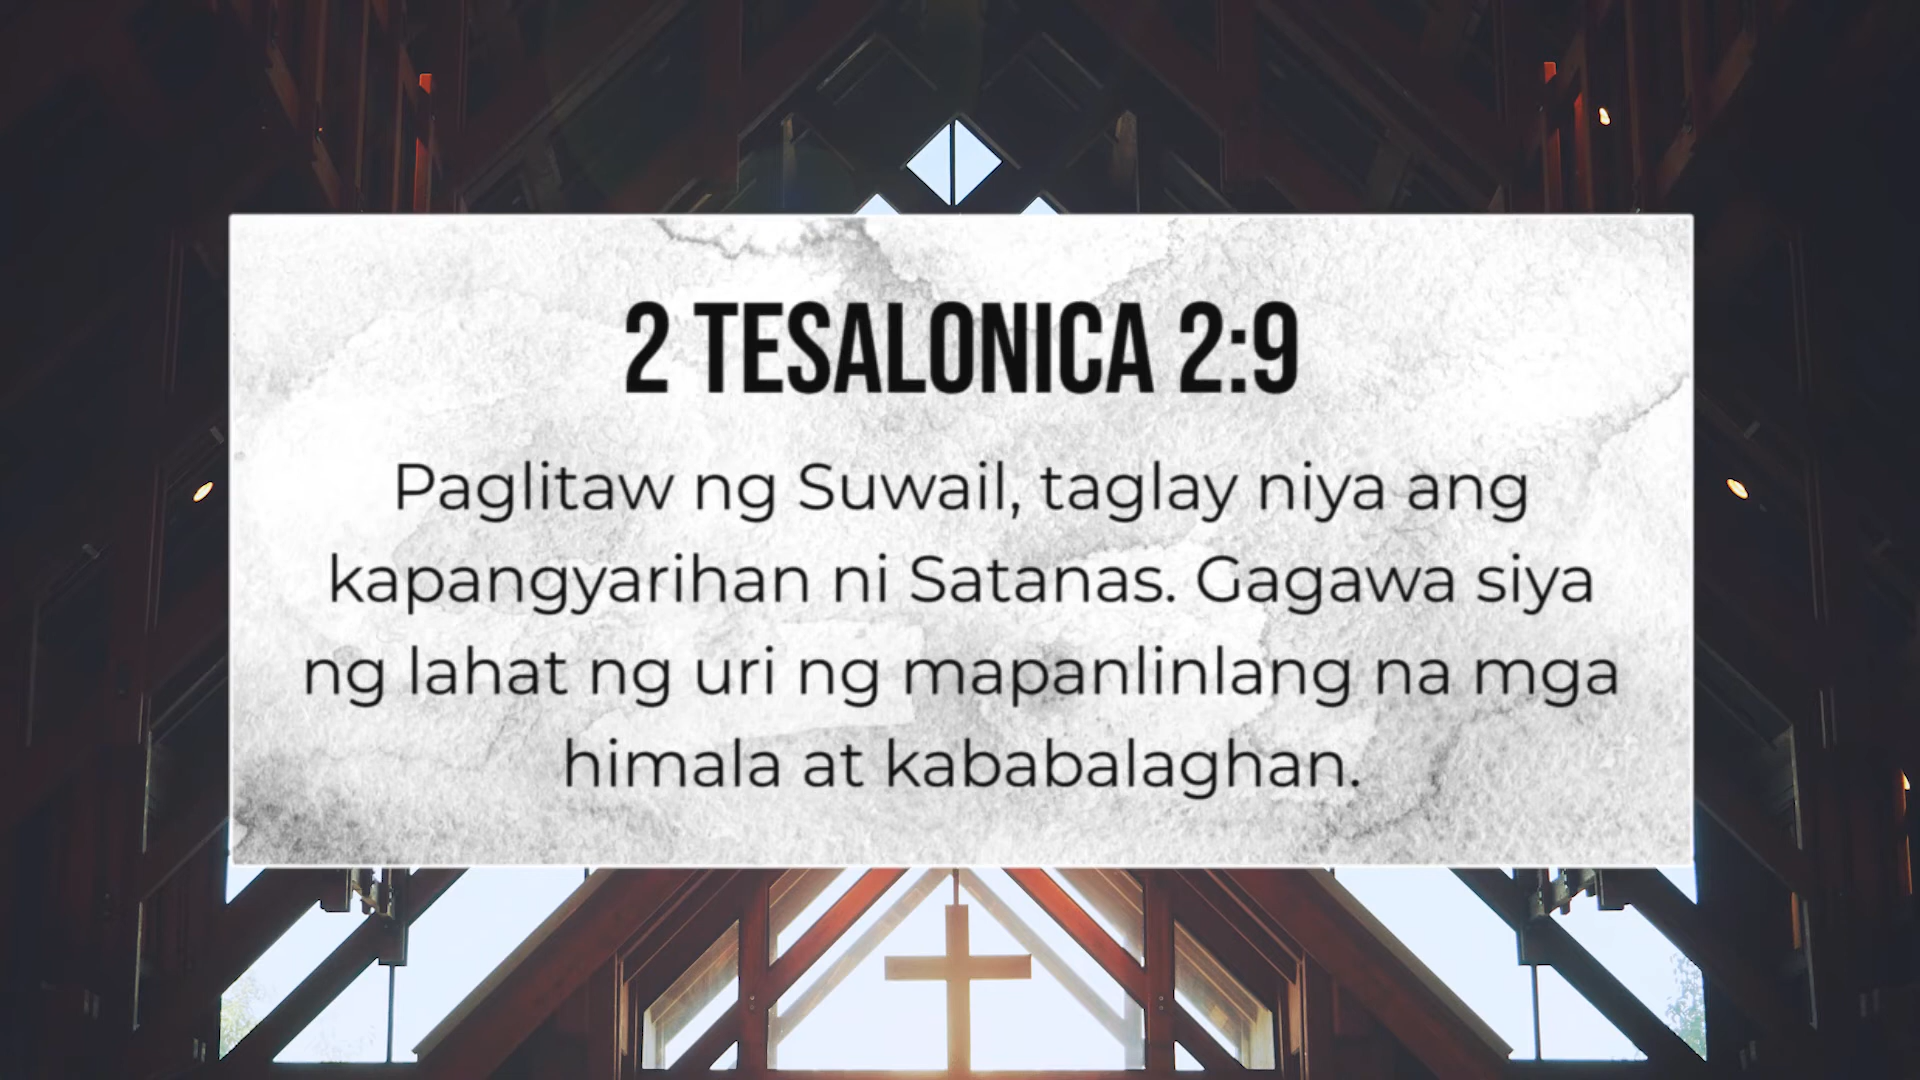 2 TESALONICA 2:9
Paglitaw ng Suwail, taglay niya ang
kapangyarihan ni Satanas. Gagawa siya
ng lahat ng uri ng mapanlinlang na mga
himala at kababalaghan.